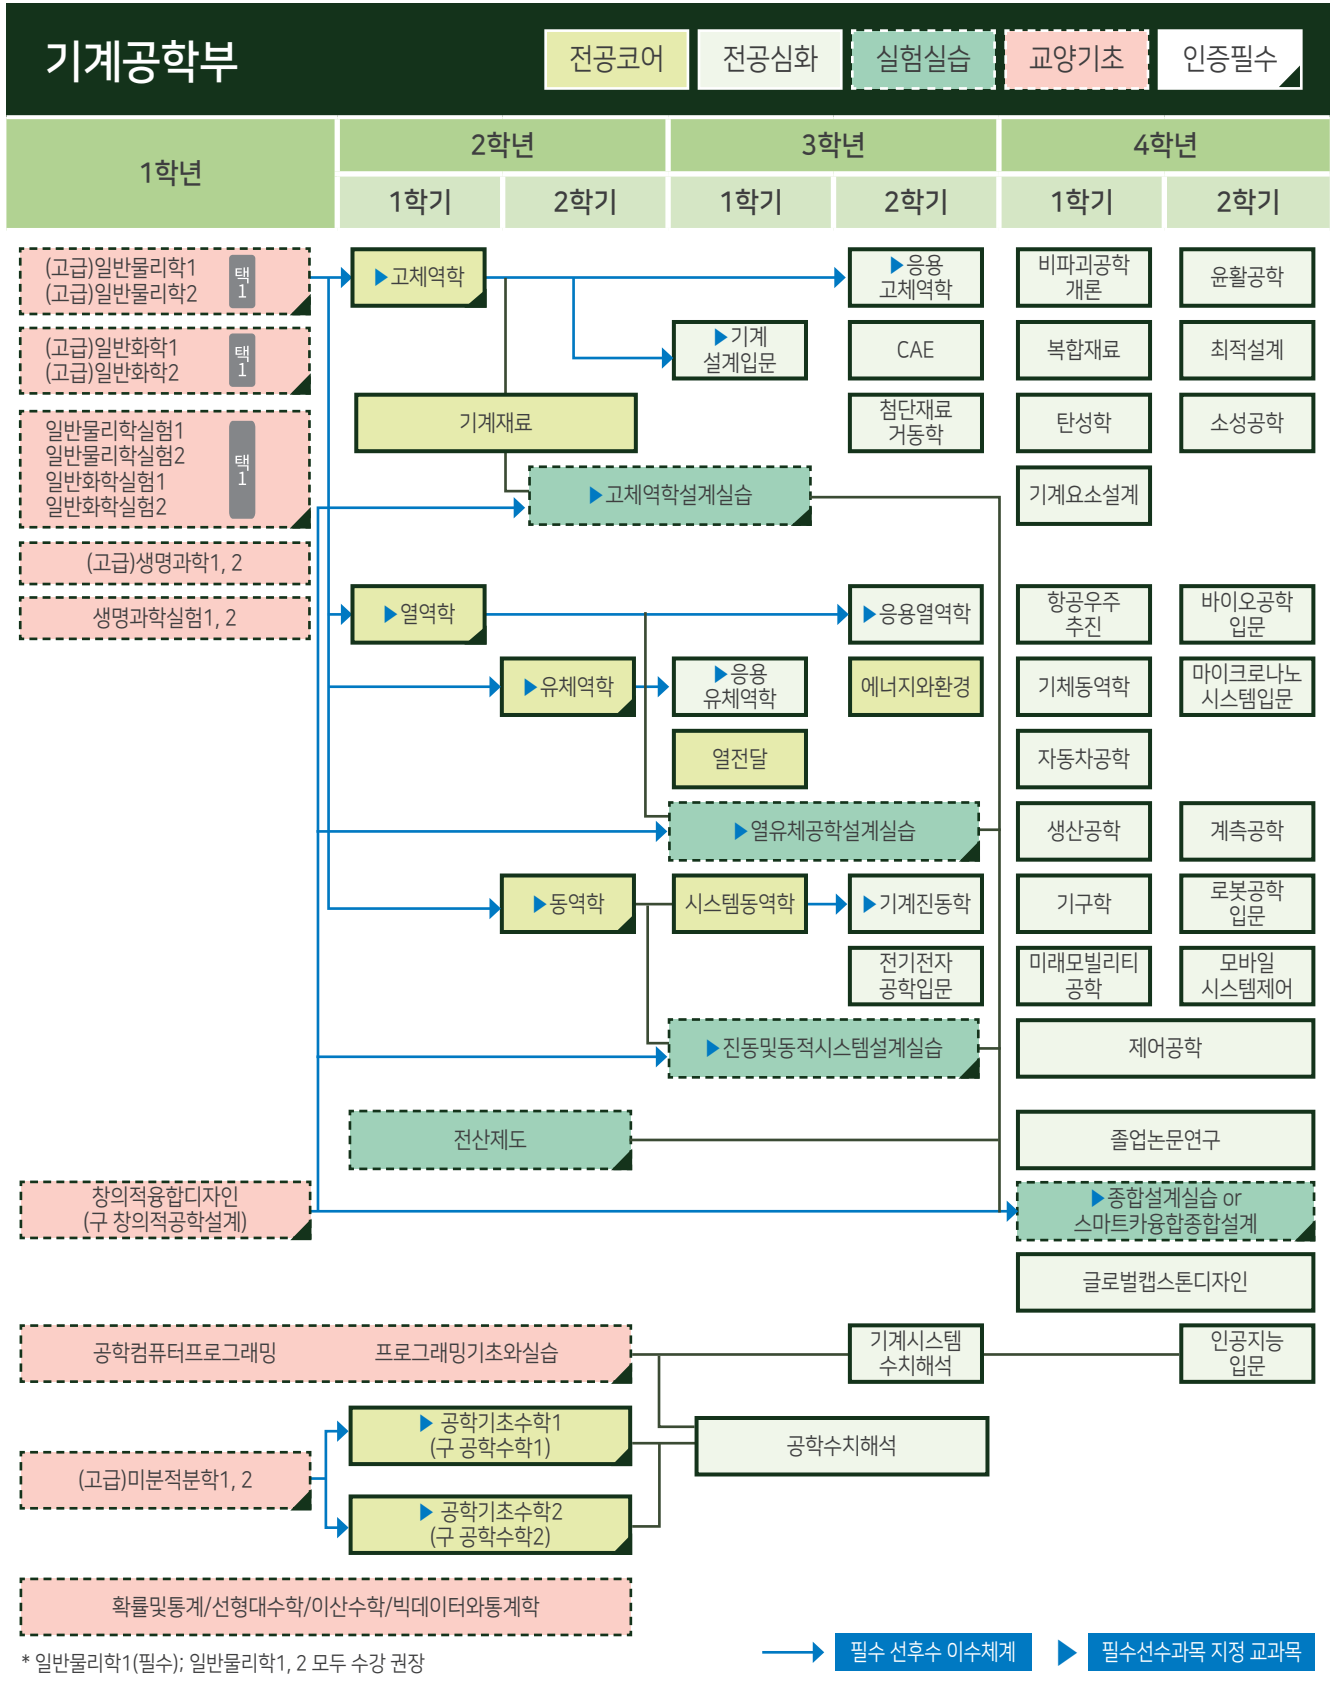 기계공학부
전공코어
전공심화
실험실습
교양기초
인증필수
1학년
2학년
3학년
4학년
1학기
2학기
1학기
2학기
1학기
2학기
(고급)일반물리학1
(고급)일반물리학2
택
1
(고급)일반화학1
(고급)일반화학2
택
1
일반물리학실험1
일반물리학실험2
일반화학실험1
일반화학실험2
택
1
(고급)생명과학1, 2
생명과학실험1, 2
▶고체역학
▶응용
고체역학
비파괴공학
개론
윤활공학
▶기계
설계입문
CAE
복합재료
최적설계
기계재료
첨단재료
거동학
탄성학
소성공학
▶고체역학설계실습
기계요소설계
▶열역학
▶응용열역학
항공우주
추진
바이오공학
입문
▶유체역학
▶응용
유체역학
에너지와환경
기체동역학
마이크로나노
시스템입문
열전달
자동차공학
▶열유체공학설계실습
생산공학
계측공학
▶동역학
시스템동역학
▶기계진동학
기구학
로봇공학
입문
전기전자
공학입문
미래모빌리티
공학
모바일
시스템제어
▶진동및동적시스템설계실습
제어공학
전산제도
졸업논문연구
창의적융합디자인
(구 창의적공학설계)
▶종합설계실습 or
스마트카융합종합설계
글로벌캡스톤디자인
공학컴퓨터프로그래밍 프로그래밍기초와실습
기계시스템
수치해석
인공지능
입문
▶ 공학기초수학1
(구 공학수학1)
공학수치해석
(고급)미분적분학1, 2
▶ 공학기초수학2
(구 공학수학2)
확률및통계/선형대수학/이산수학/빅데이터와통계학
* 일반물리학1(필수); 일반물리학1, 2 모두 수강 권장
필수 선후수 이수체계
▶ 필수선수과목 지정 교과목